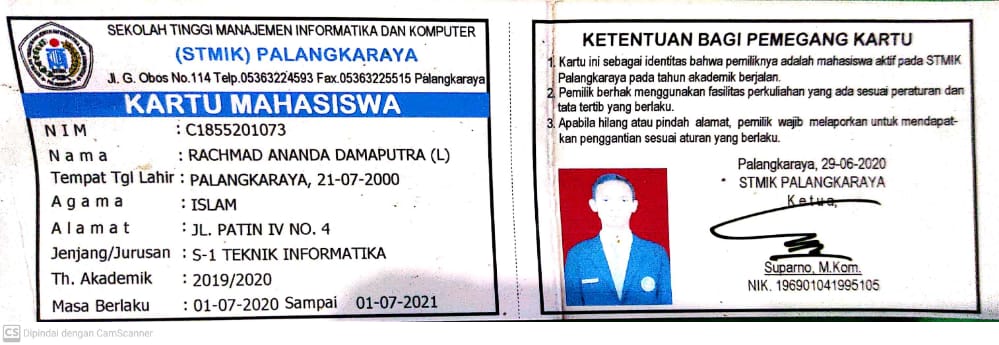 SEKOLAH TINGGI MANAJEMEN INFORMATIKA DAN KOMPUTER
(STMIK) PALANGKARAYA
Jl. G. Obos No.114 Telp.05363224593 Fax.05363225515 Palangkaraya
KARTU MAHASISWA
NIM : C1855201073
Nama : RACHMAD ANANDA DAMAPUTRA (L)
Tempat Tgl Lahir : PALANGKARAYA, 21-07-2000
Agama : ISLAM
Alamat : JL. PATIN IV NO. 4
Jenjang/Jurusan : S-1 TEKNIK INFORMATIKA
Th. Akademik : 2019/2020
Masa Berlaku : 01-07-2020 Sampai 01-07-2021
KETENTUAN BAGI PEMEGANG KARTU
1. Kartu ini sebagai identitas bahwa pemiliknya adalah mahasiswa aktif pada STMIK
Palangkaraya pada tahun akademik berjalan.
2. Pemilik berhak menggunakan fasilitas perkuliahan yang ada sesuai peraturan dan
tata tertib yang berlaku.
3. Apabila hilang atau pindah alamat, pemilik wajib melaporkan untuk mendapat-
kan penggantian sesuai aturan yang berlaku.
Palangkaraya, 29-06-2020
STMIK PALANGKARAYA
Ketua,
Suparno, M.Kom.
NIK. 196901041995105
CS Dipindai dengan CamScanner